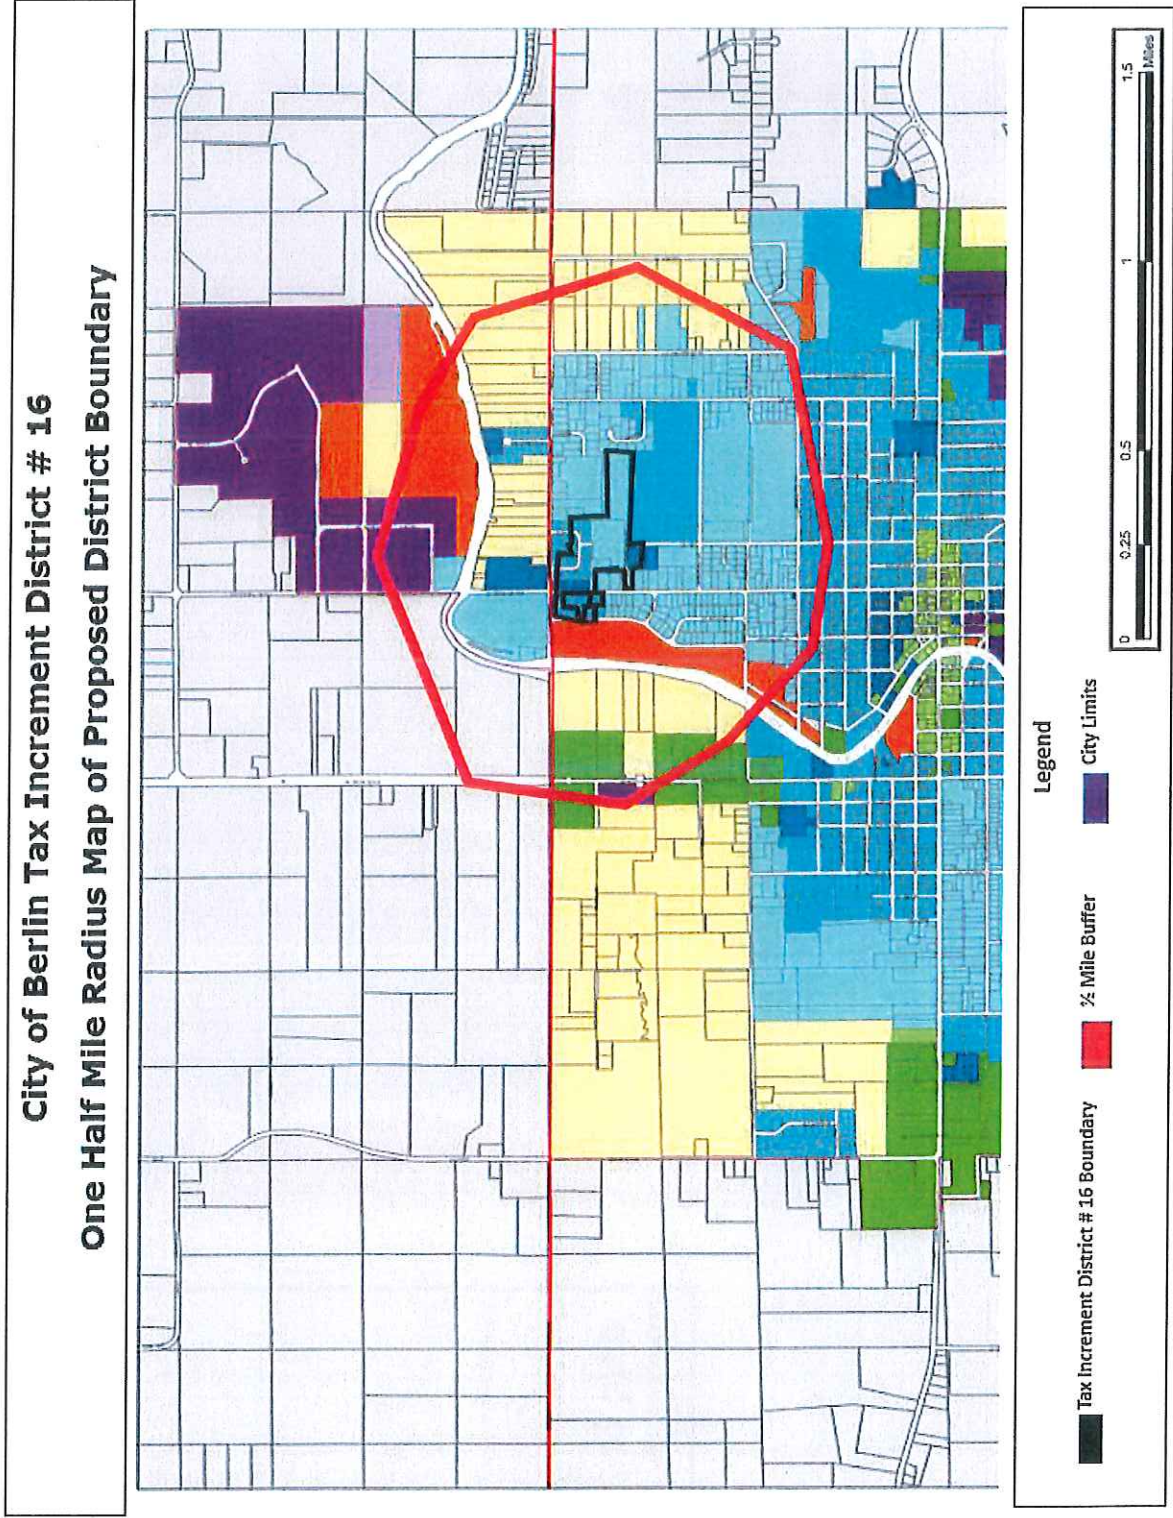 City of Berlin Tax Increment District # 16
One Half Mile Radius Map of Proposed District Boundary
Legend
Tax Increment District # 16 Boundary
½ Mile Buffer
City Limits
0 0.25 0.5 1 1.5
Miles